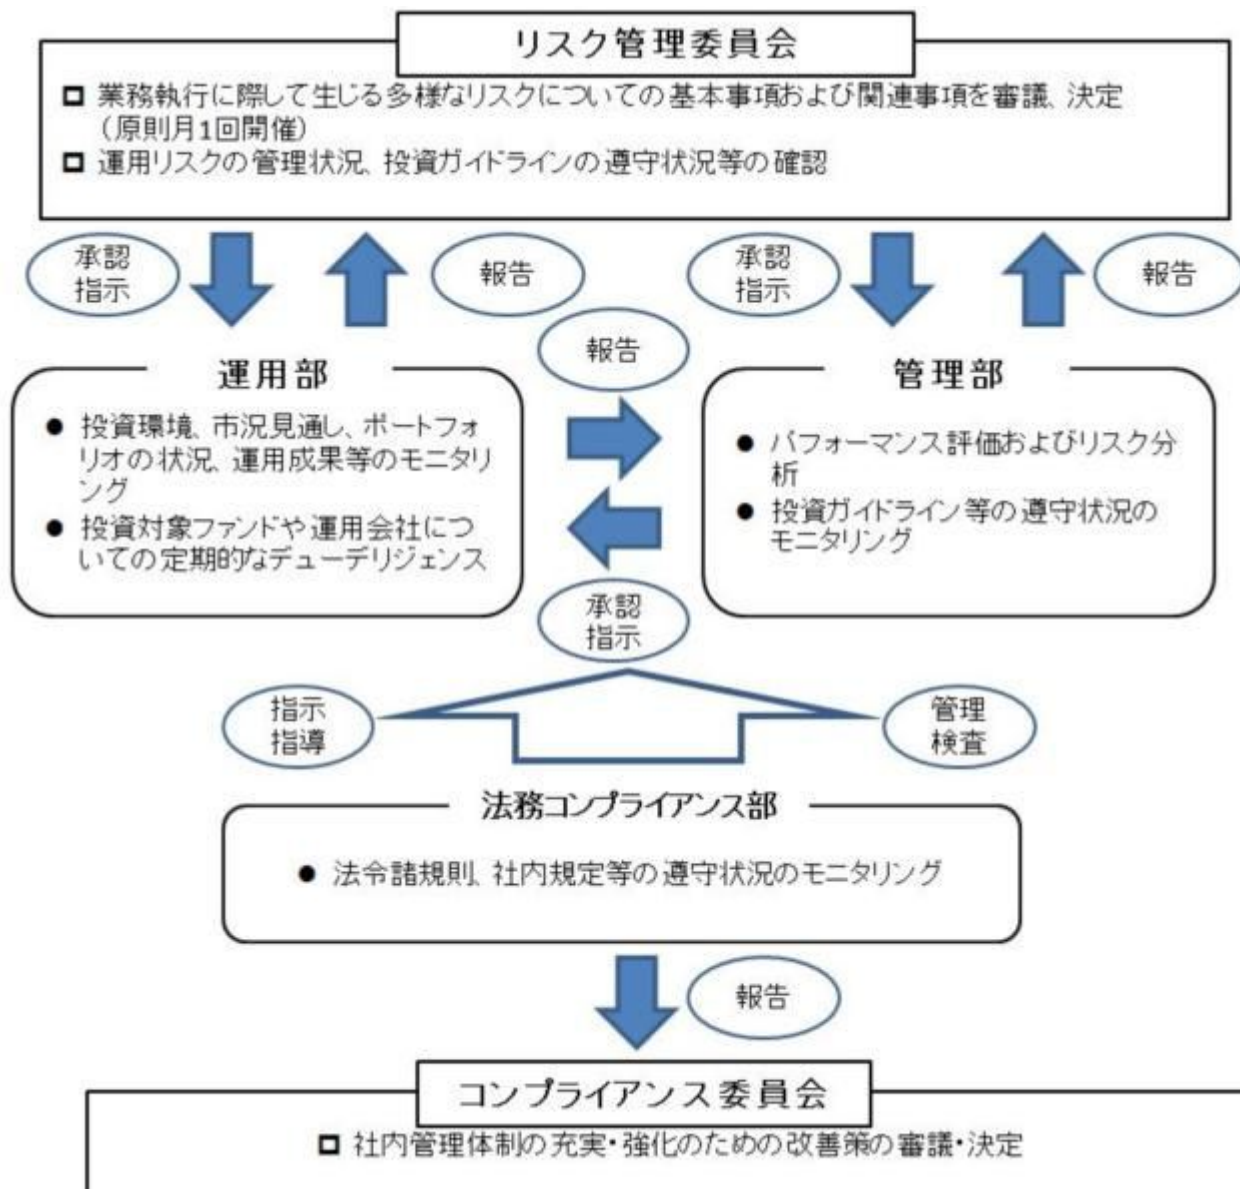 リスク管理委員会
□ 業務執行に際して生じる多様なリスクについての基本事項および関連事項を審議、決定
（原則月1回開催）
□ 運用リスクの管理状況、投資ガイドラインの遵守状況等の確認
承認
指示
報告
承認
指示
報告
報告
運用部
● 投資環境、市況見通し、ポートフォ
リオの状況、運用成果等のモニタリ
ング
● 投資対象ファンドや運用会社につ
いての定期的なデューデリジェンス
管理部
● パフォーマンス評価およびリスク分
析
● 投資ガイドライン等の遵守状況の
モニタリング
承認
指示
指示
指導
管理
検査
法務コンプライアンス部
● 法令諸規則、社内規定等の遵守状況のモニタリング
報告
コンプライアンス委員会
□ 社内管理体制の充実・強化のための改善策の審議・決定